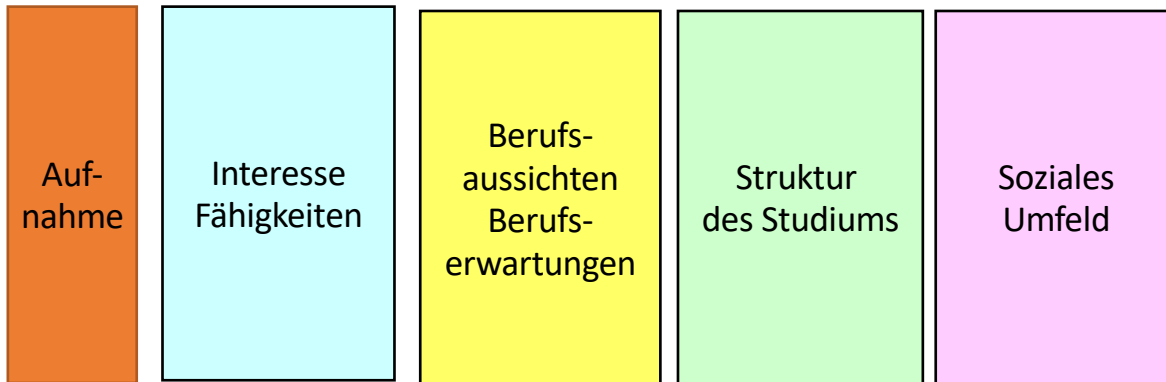 Auf-
nahme
Interesse
Fähigkeiten
Berufs-
aussichten
Berufs-
erwartungen
Struktur
des Studiums
Soziales
Umfeld